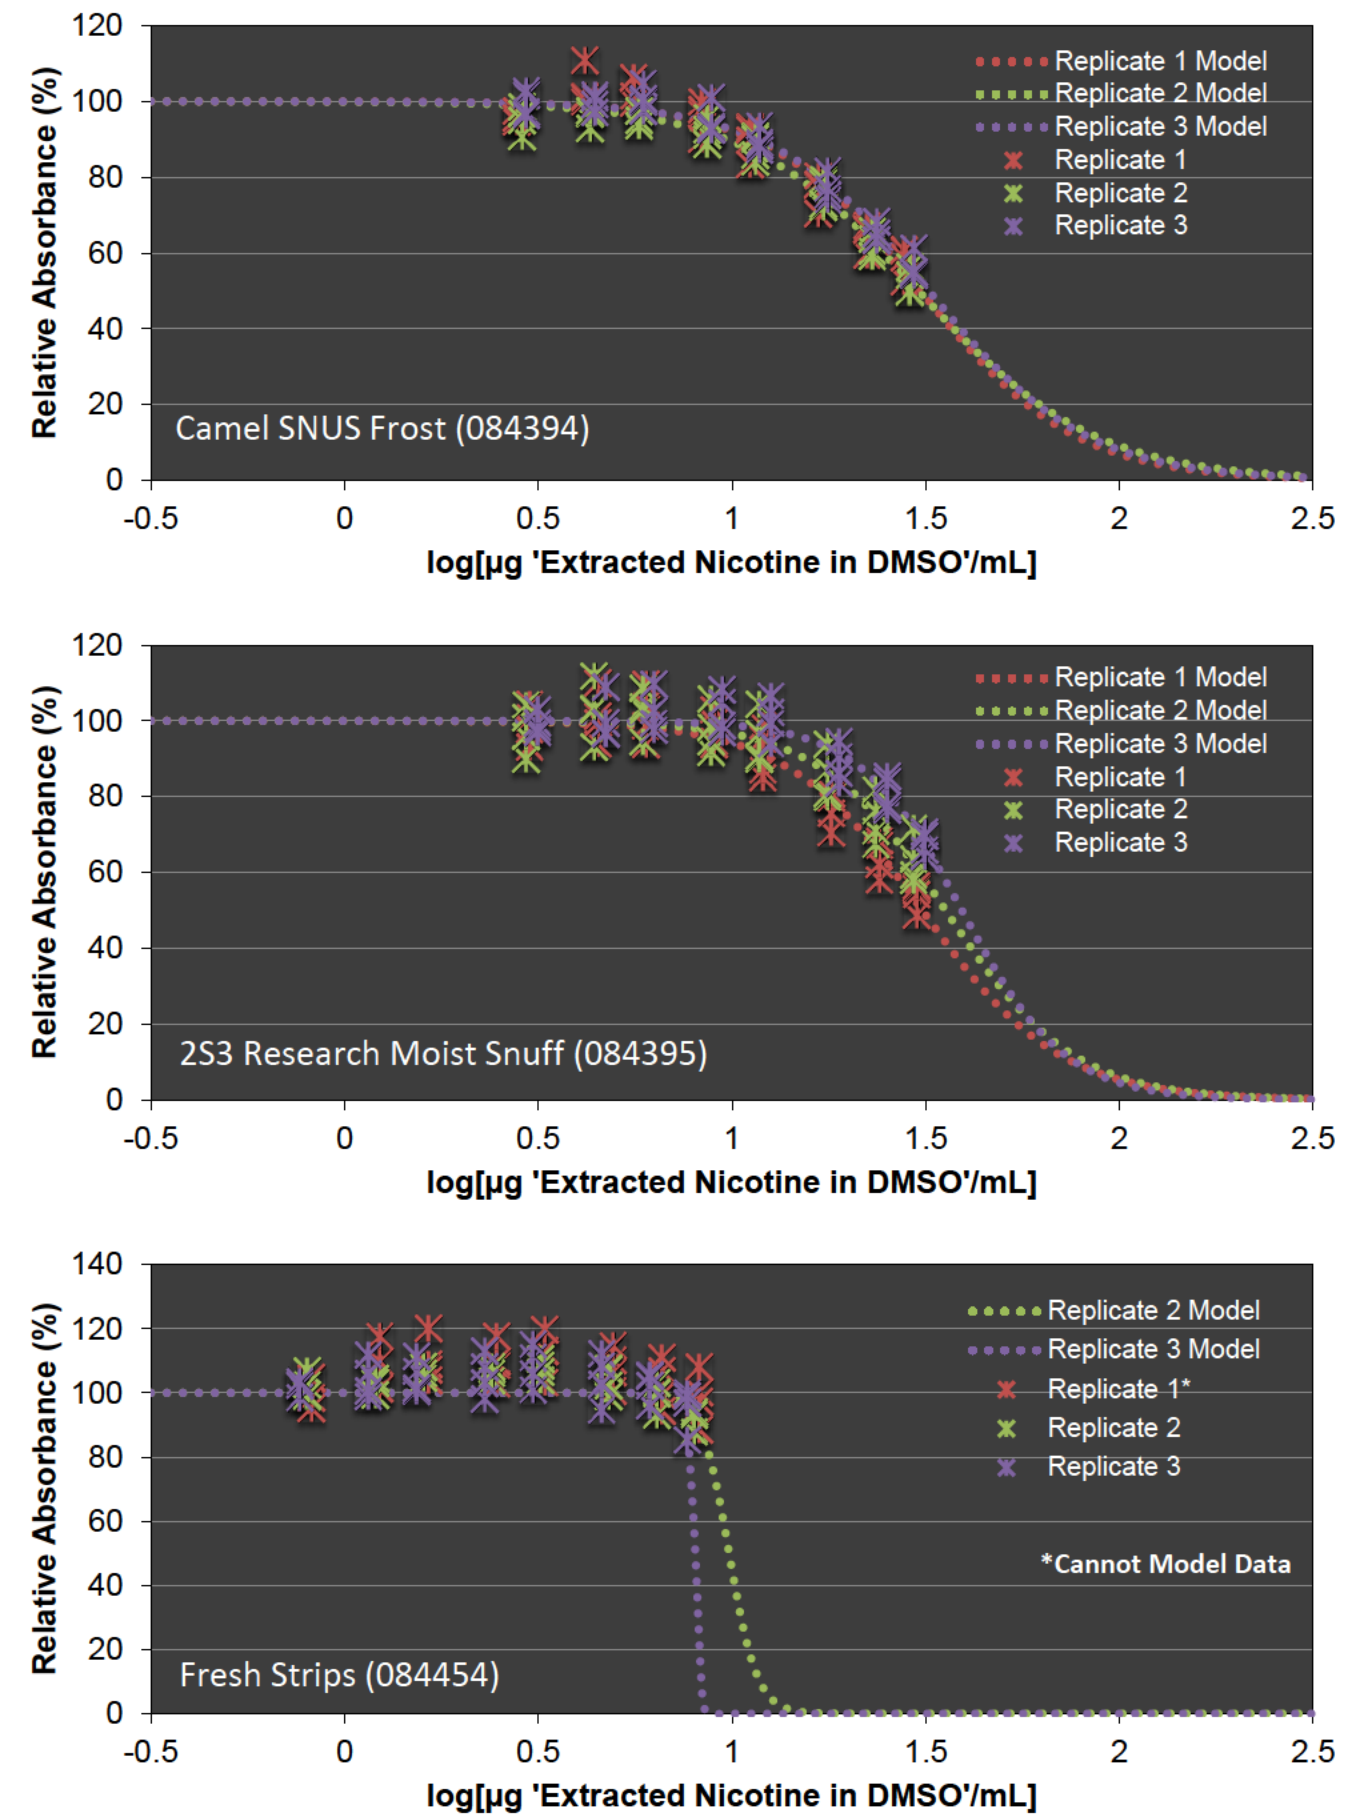 120
100
80
60
40
20
0
Relative Absorbance (%)
Replicate 1 Model
Replicate 2 Model
Replicate 3 Model
Replicate 1
Replicate 2
Replicate 3
Camel SNUS Frost (084394)
-0.5 0 0.5 1 1.5 2 2.5
log[µg 'Extracted Nicotine in DMSO'/mL]
120
100
80
60
40
20
0
Relative Absorbance (%)
Replicate 1 Model
Replicate 2 Model
Replicate 3 Model
Replicate 1
Replicate 2
Replicate 3
2S3 Research Moist Snuff (084395)
-0.5 0 0.5 1 1.5 2 2.5
log[µg 'Extracted Nicotine in DMSO'/mL]
140
120
100
80
60
40
20
0
Relative Absorbance (%)
Replicate 2 Model
Replicate 3 Model
Replicate 1*
Replicate 2
Replicate 3
*Cannot Model Data
Fresh Strips (084454)
-0.5 0 0.5 1 1.5 2 2.5
log[µg 'Extracted Nicotine in DMSO'/mL]